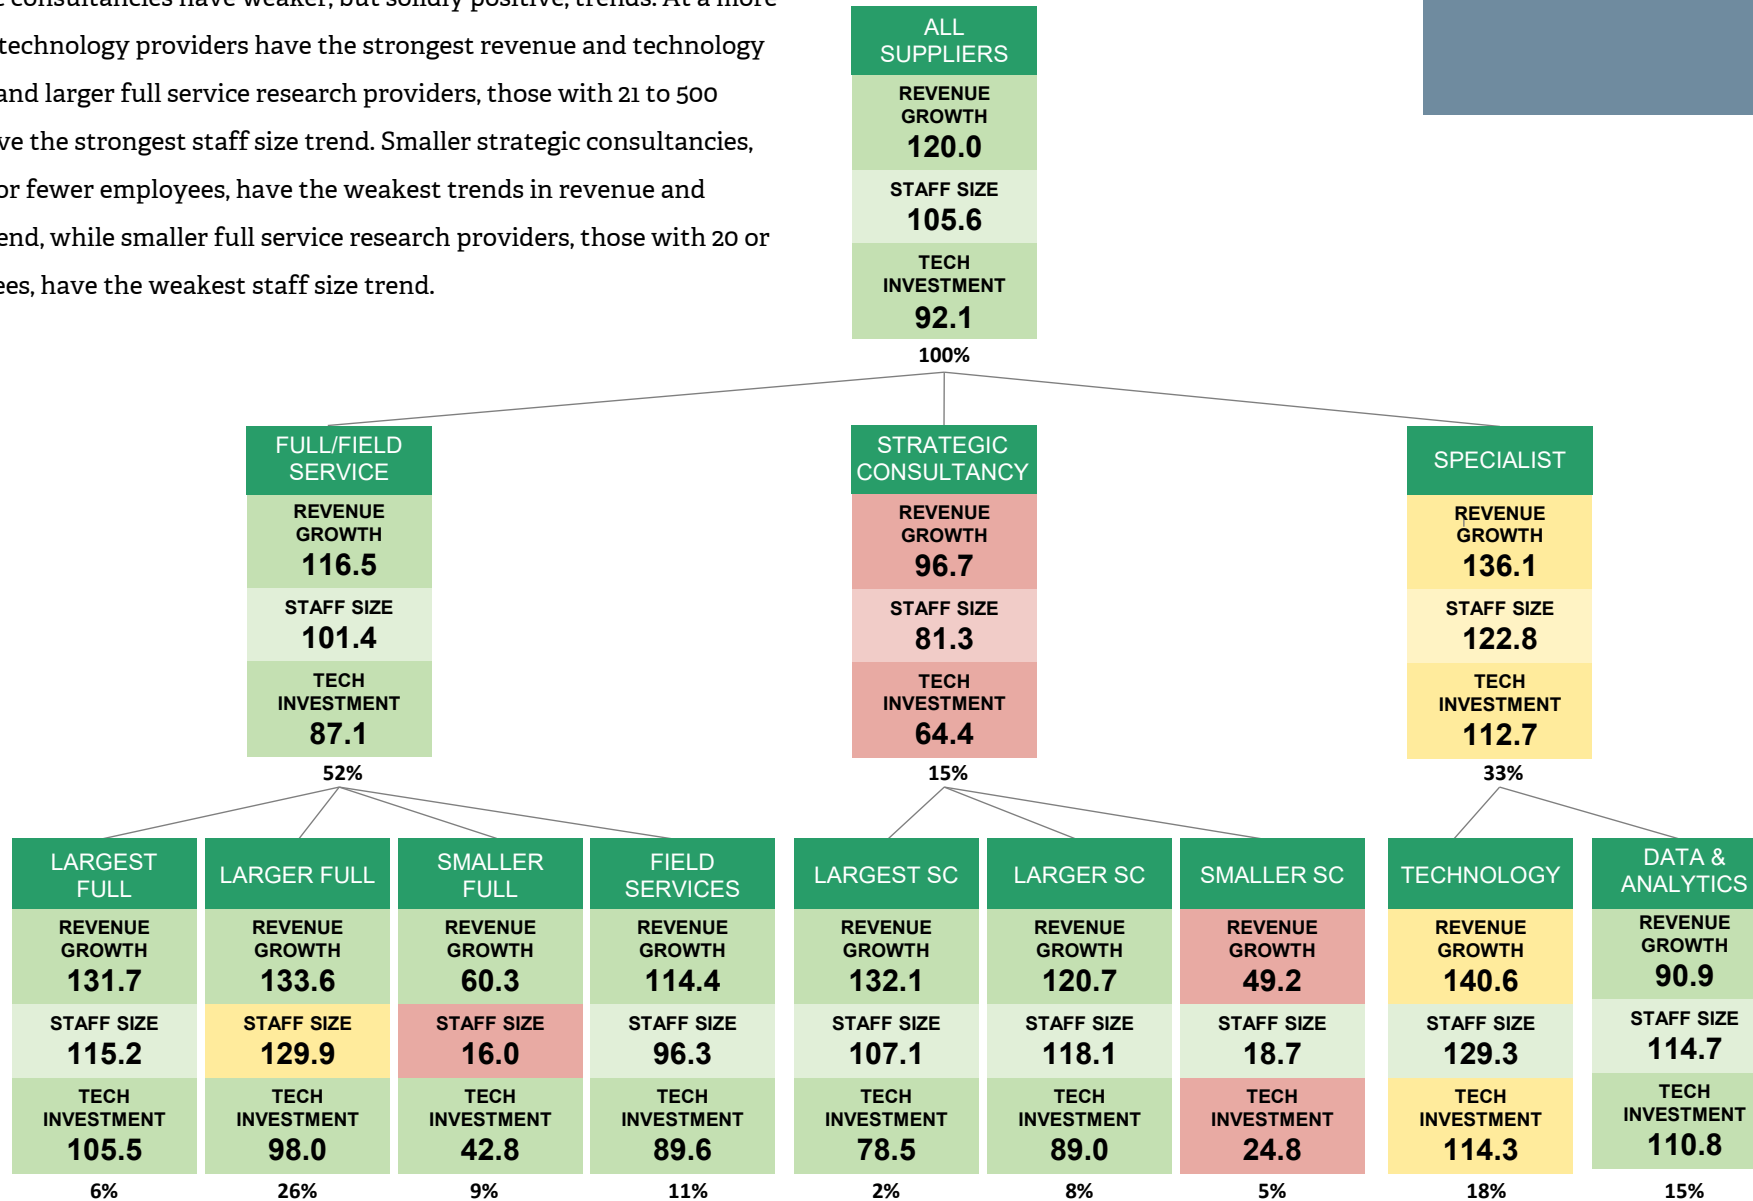 consultancies have weaker, but solidly positive, trends. At a more
technology providers have the strongest revenue and technology
and larger full service research providers, those with 21 to 500
ve the strongest staff size trend. Smaller strategic consultancies,
or fewer employees, have the weakest trends in revenue and
end, while smaller full service research providers, those with 20 or
ees, have the weakest staff size trend.
ALL
SUPPLIERS
REVENUE
GROWTH
120.0
STAFF SIZE
105.6
TECH
INVESTMENT
92.1
100%
FULL/FIELD
SERVICE
REVENUE
GROWTH
116.5
STAFF SIZE
101.4
TECH
INVESTMENT
87.1
52%
STRATEGIC
CONSULTANCY
REVENUE
GROWTH
96.7
STAFF SIZE
81.3
TECH
INVESTMENT
64.4
15%
SPECIALIST
REVENUE
GROWTH
136.1
STAFF SIZE
122.8
TECH
INVESTMENT
112.7
33%
LARGEST
FULL
REVENUE
GROWTH
131.7
STAFF SIZE
115.2
TECH
INVESTMENT
105.5
6%
LARGER FULL
REVENUE
GROWTH
133.6
STAFF SIZE
129.9
TECH
INVESTMENT
98.0
26%
SMALLER
FULL
REVENUE
GROWTH
60.3
STAFF SIZE
16.0
TECH
INVESTMENT
42.8
9%
FIELD
SERVICES
REVENUE
GROWTH
114.4
STAFF SIZE
96.3
TECH
INVESTMENT
89.6
11%
LARGEST SC
REVENUE
GROWTH
132.1
STAFF SIZE
107.1
TECH
INVESTMENT
78.5
2%
LARGER SC
REVENUE
GROWTH
120.7
STAFF SIZE
118.1
TECH
INVESTMENT
89.0
8%
SMALLER SC
REVENUE
GROWTH
49.2
STAFF SIZE
18.7
TECH
INVESTMENT
24.8
5%
TECHNOLOGY
REVENUE
GROWTH
140.6
STAFF SIZE
129.3
TECH
INVESTMENT
114.3
18%
DATA &
ANALYTICS
REVENUE
GROWTH
90.9
STAFF SIZE
114.7
TECH
INVESTMENT
110.8
15%